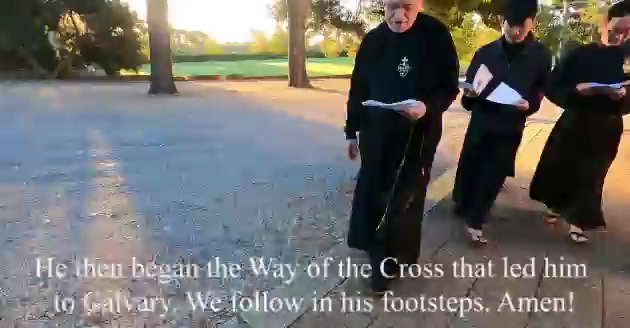 He then began the Way of the Cross that led him
to Calvary. We follow in his footsteps. Amen!